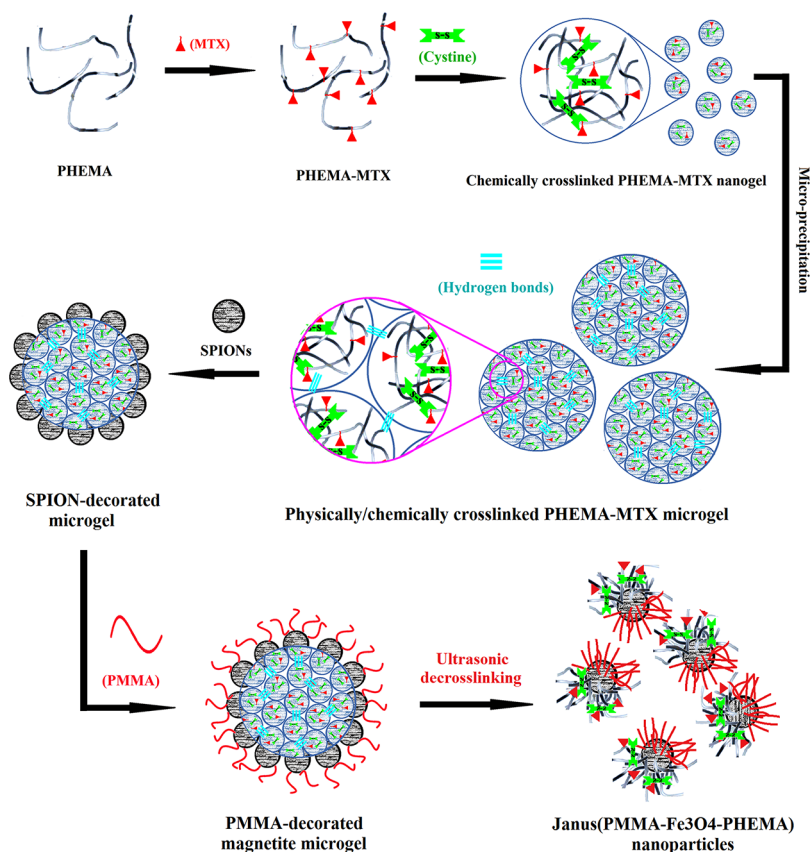 (MTX)
S-S
(Cystine)
S-S
S-S
S-S
PHEMA
PHEMA-MTX
Chemically crosslinked PHEMA-MTX nanogel
Micro-precipitation
(Hydrogen bonds)
SPIONs
S-S
S-S
S-S
S-S
S-S
S-S
S-S
SPION-decorated
microgel
Physically/chemically crosslinked PHEMA-MTX microgel
(PMMA)
Ultrasonic
decrosslinking
S-S
PMMA-decorated
magnetite microgel
Janus(PMMA-Fe3O4-PHEMA)
nanoparticles